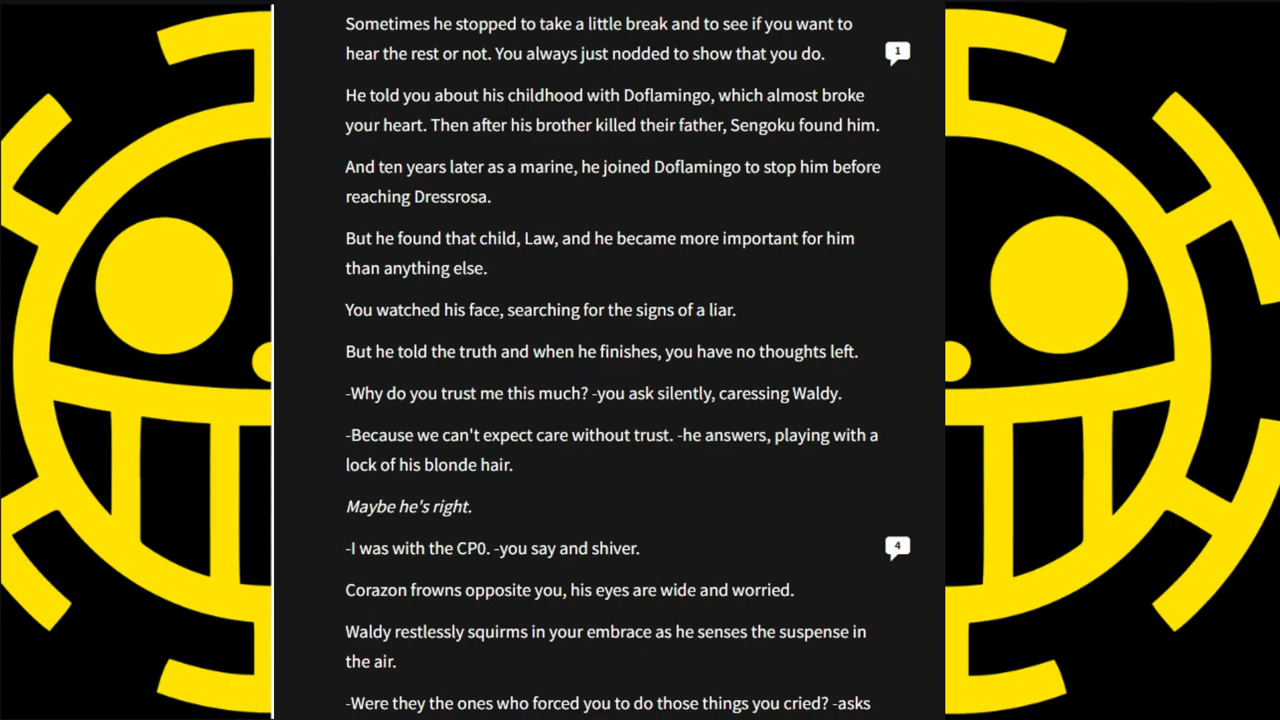 Sometimes he stopped to take a little break and to see if you want to
hear the rest or not. You always just nodded to show that you do.
1
He told you about his childhood with Doflamingo, which almost broke
your heart. Then after his brother killed their father, Sengoku found him.
And ten years later as a marine, he joined Doflamingo to stop him before
reaching Dressrosa.
But he found that child, Law, and he became more important for him
than anything else.
You watched his face, searching for the signs of a liar.
But he told the truth and when he finishes, you have no thoughts left.
-Why do you trust me this much? -you ask silently, caressing Waldy.
-Because we can't expect care without trust. -he answers, playing with a
lock of his blonde hair.
Maybe he's right.
-I was with the CP0. -you say and shiver.
4
Corazon frowns opposite you, his eyes are wide and worried.
Waldy restlessly squirms in your embrace as he senses the suspense in
the air.
-Were they the ones who forced you to do those things you cried? -asks